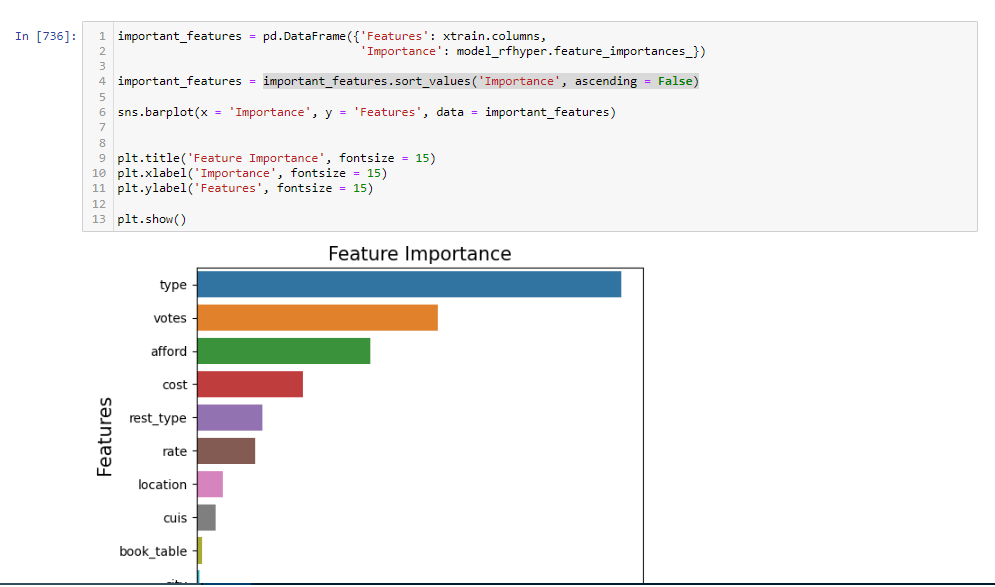 In [736]:
1 important_features = pd.DataFrame({'Features': xtrain.columns,
2 'Importance': model_rfhyper.feature_importances_})
3
4 important_features = important_features.sort_values('Importance', ascending = False)
5
6 sns.barplot(x = 'Importance', y = 'Features', data = important_features)
7
8
9 plt.title('Feature Importance', fontsize = 15)
10 plt.xlabel('Importance', fontsize = 15)
11 plt.ylabel('Features', fontsize = 15)
12
13 plt.show()
Feature Importance
Features
type
votes
afford
cost
rest_type
rate
location
cuis
book_table
city